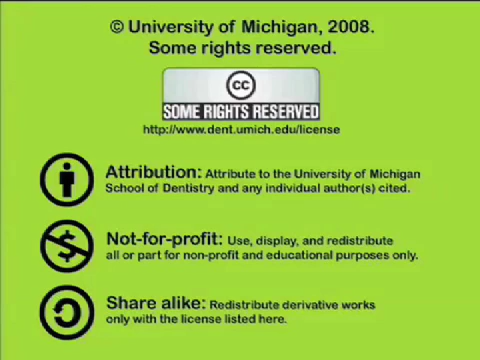 © University of Michigan, 2008.
Some rights reserved.
cc
SOME RIGHTS RESERVED
http://www.dent.umich.edu/license
Attribution: Attribute to the University of Michigan
School of Dentistry and any individual author(s) cited.
Not-for-profit: Use, display, and redistribute
all or part for non-profit and educational purposes only.
Share alike: Redistribute derivative works
only with the license listed here.